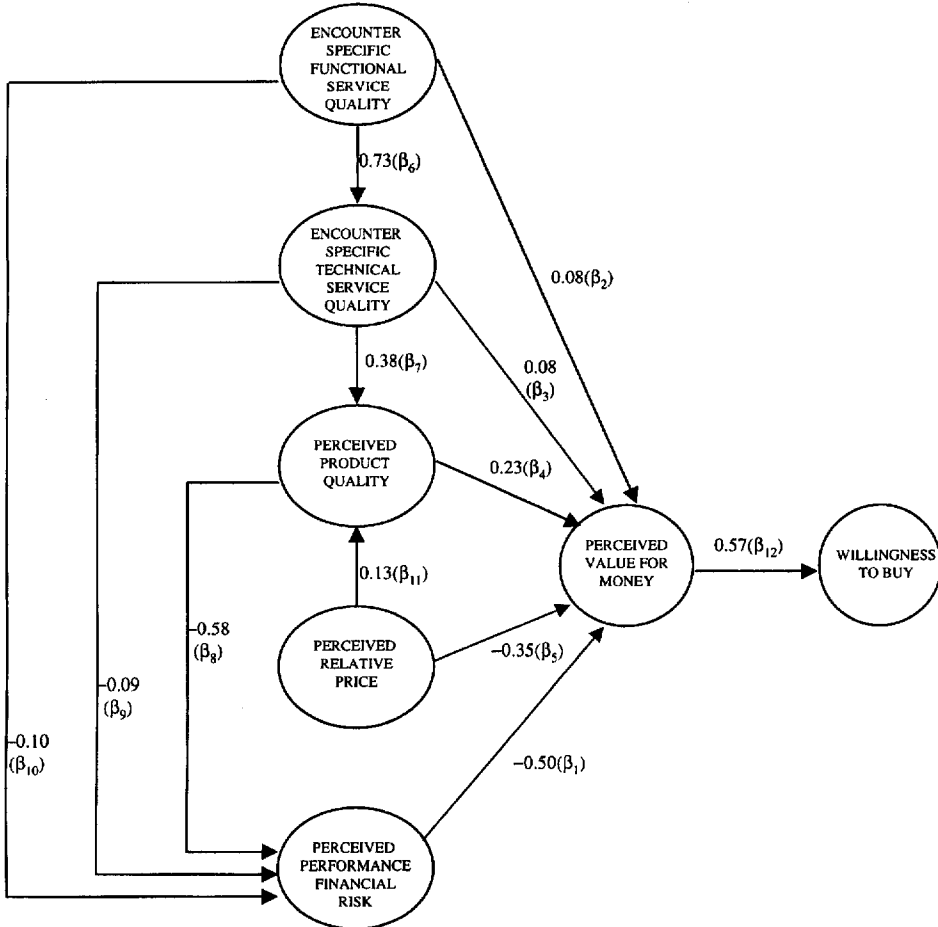 ENCOUNTER
SPECIFIC
FUNCTIONAL
SERVICE
QUALITY
0.73(β₆)
ENCOUNTER
SPECIFIC
TECHNICAL
SERVICE
QUALITY
0.08(β₂)
0.38(β₇)
0.08
(β₃)
PERCEIVED
PRODUCT
QUALITY
0.23(β₄)
PERCEIVED
VALUE FOR
MONEY
0.57(β₁₂)
WILLINGNESS
TO BUY
0.13(β₁₁)
PERCEIVED
RELATIVE
PRICE
−0.35(β₅)
−0.58
(β₈)
−0.09
(β₉)
−0.10
(β₁₀)
−0.50(β₁)
PERCEIVED
PERFORMANCE
FINANCIAL
RISK